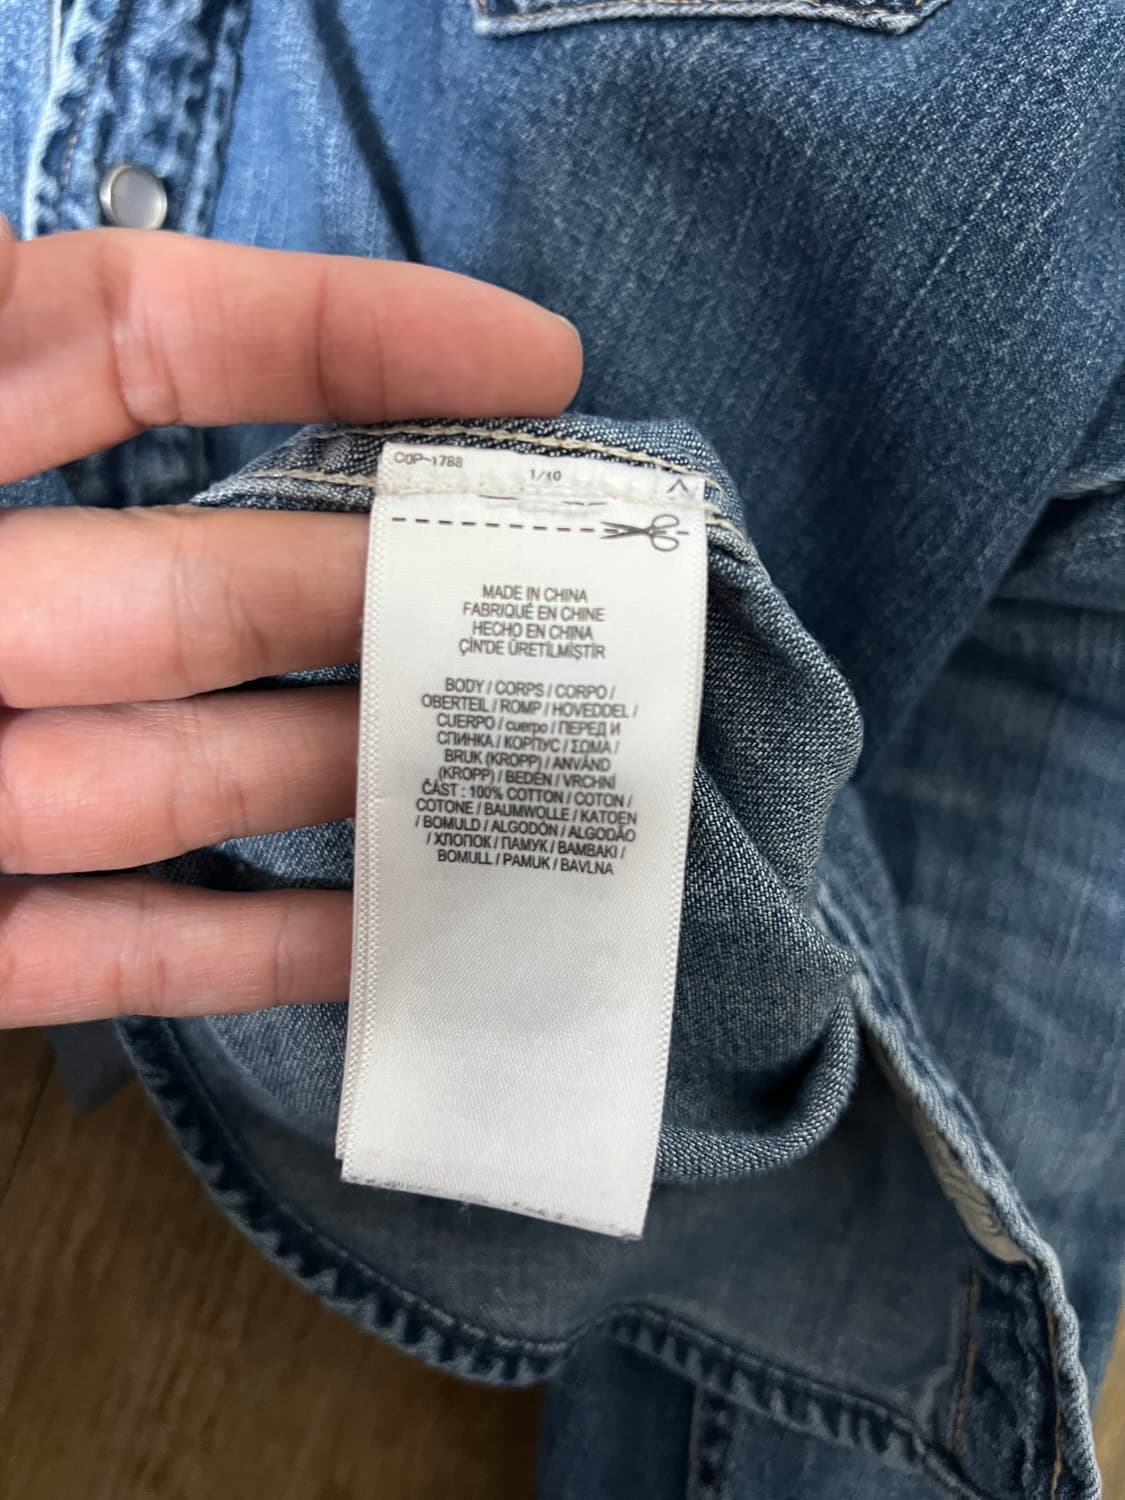 COP-1788
1/10
MADE IN CHINA
FABRIQUÉ EN CHINE
HECHO EN CHINA
ÇİN'DE ÜRETİLMİŞTİR
BODY / CORPS / CORPO /
OBERTEIL / ROMP / HOVEDDEL /
CUERPO / cuerpo / ПЕРЕД И
СПИНКА / КОРПУС / ΣΩΜΑ /
BRUK (KROPP) / ANVÄND
(KROPP) / BEDEN / VRCHNÍ
ČÁST : 100% COTTON / COTON /
COTONE / BAUMWOLLE / KATOEN
/ BOMULD / ALGODÓN / ALGODÃO
/ ХЛОПОК / ПАМУК / ΒΑΜΒΑΚΙ /
BOMULL / PAMUK / BAVLNA